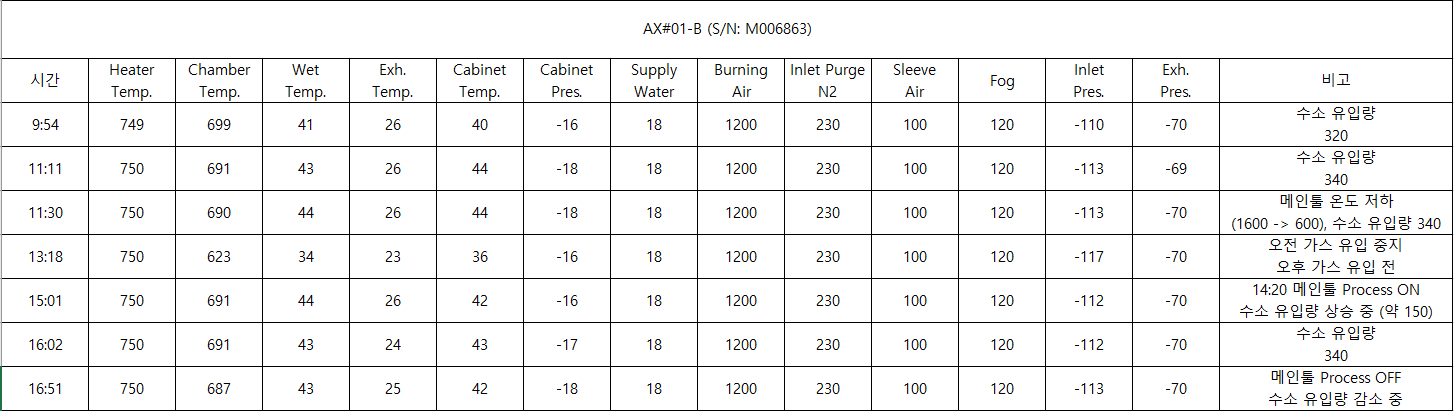 AX#01-B (S/N: M006863)
시간 Heater Temp. Chamber Temp. Wet Temp. Exh. Temp. Cabinet Temp. Cabinet Pres. Supply Water Burning Air Inlet Purge N2 Sleeve Air Fog Inlet Pres. Exh. Pres. 비고
9:54 749 699 41 26 40 -16 18 1200 230 100 120 -110 -70 수소 유입량 320
11:11 750 691 43 26 44 -18 18 1200 230 100 120 -113 -69 수소 유입량 340
11:30 750 690 44 26 44 -18 18 1200 230 100 120 -113 -70 메인툴 온도 저하 (1600 -> 600), 수소 유입량 340
13:18 750 623 34 23 36 -16 18 1200 230 100 120 -117 -70 오전 가스 유입 중지 오후 가스 유입 전
15:01 750 691 44 26 42 -16 18 1200 230 100 120 -112 -70 14:20 메인툴 Process ON 수소 유입량 상승 중 (약 150)
16:02 750 691 43 24 43 -17 18 1200 230 100 120 -112 -70 수소 유입량 340
16:51 750 687 43 25 42 -18 18 1200 230 100 120 -113 -70 메인툴 Process OFF 수소 유입량 감소 중